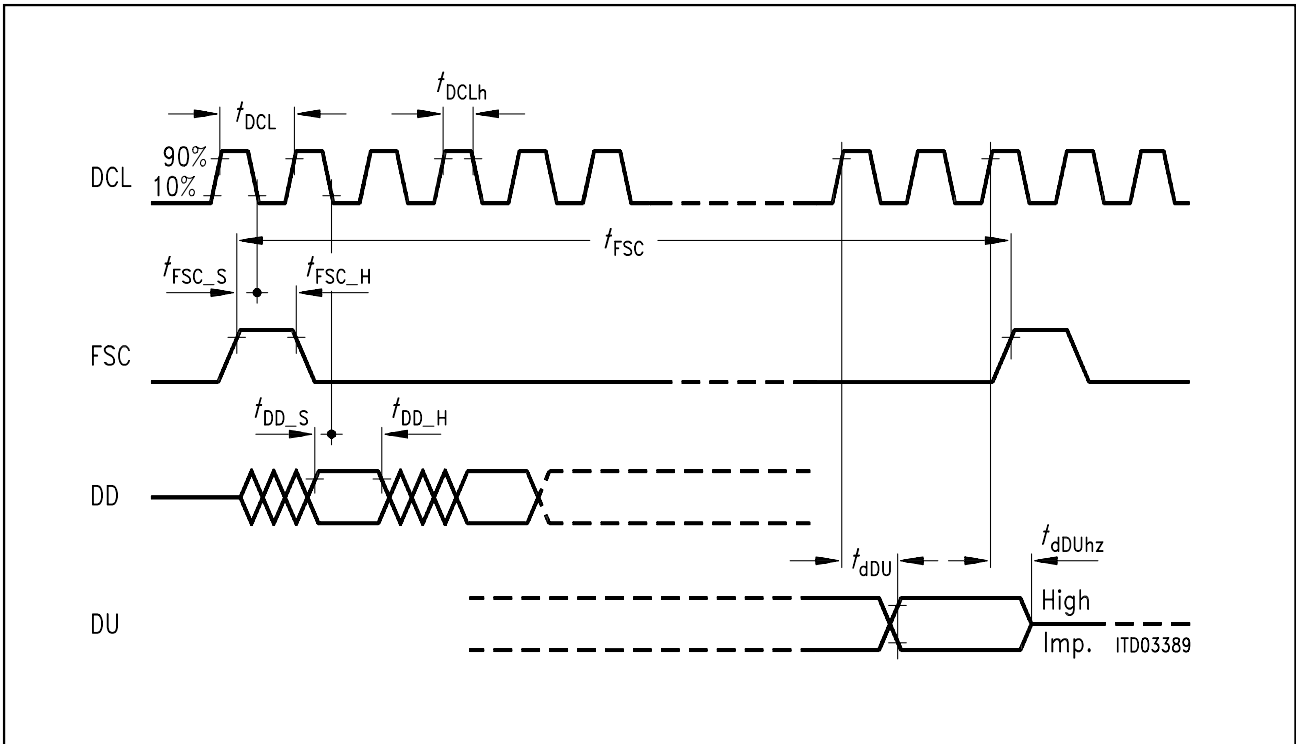 tDCLh
tDCL
90%
DCL
10%
tFSC
tFSC_S
tFSC_H
FSC
tDD_S
tDD_H
DD
tdDUhz
tdDU
High
DU
Imp.
ITD03389